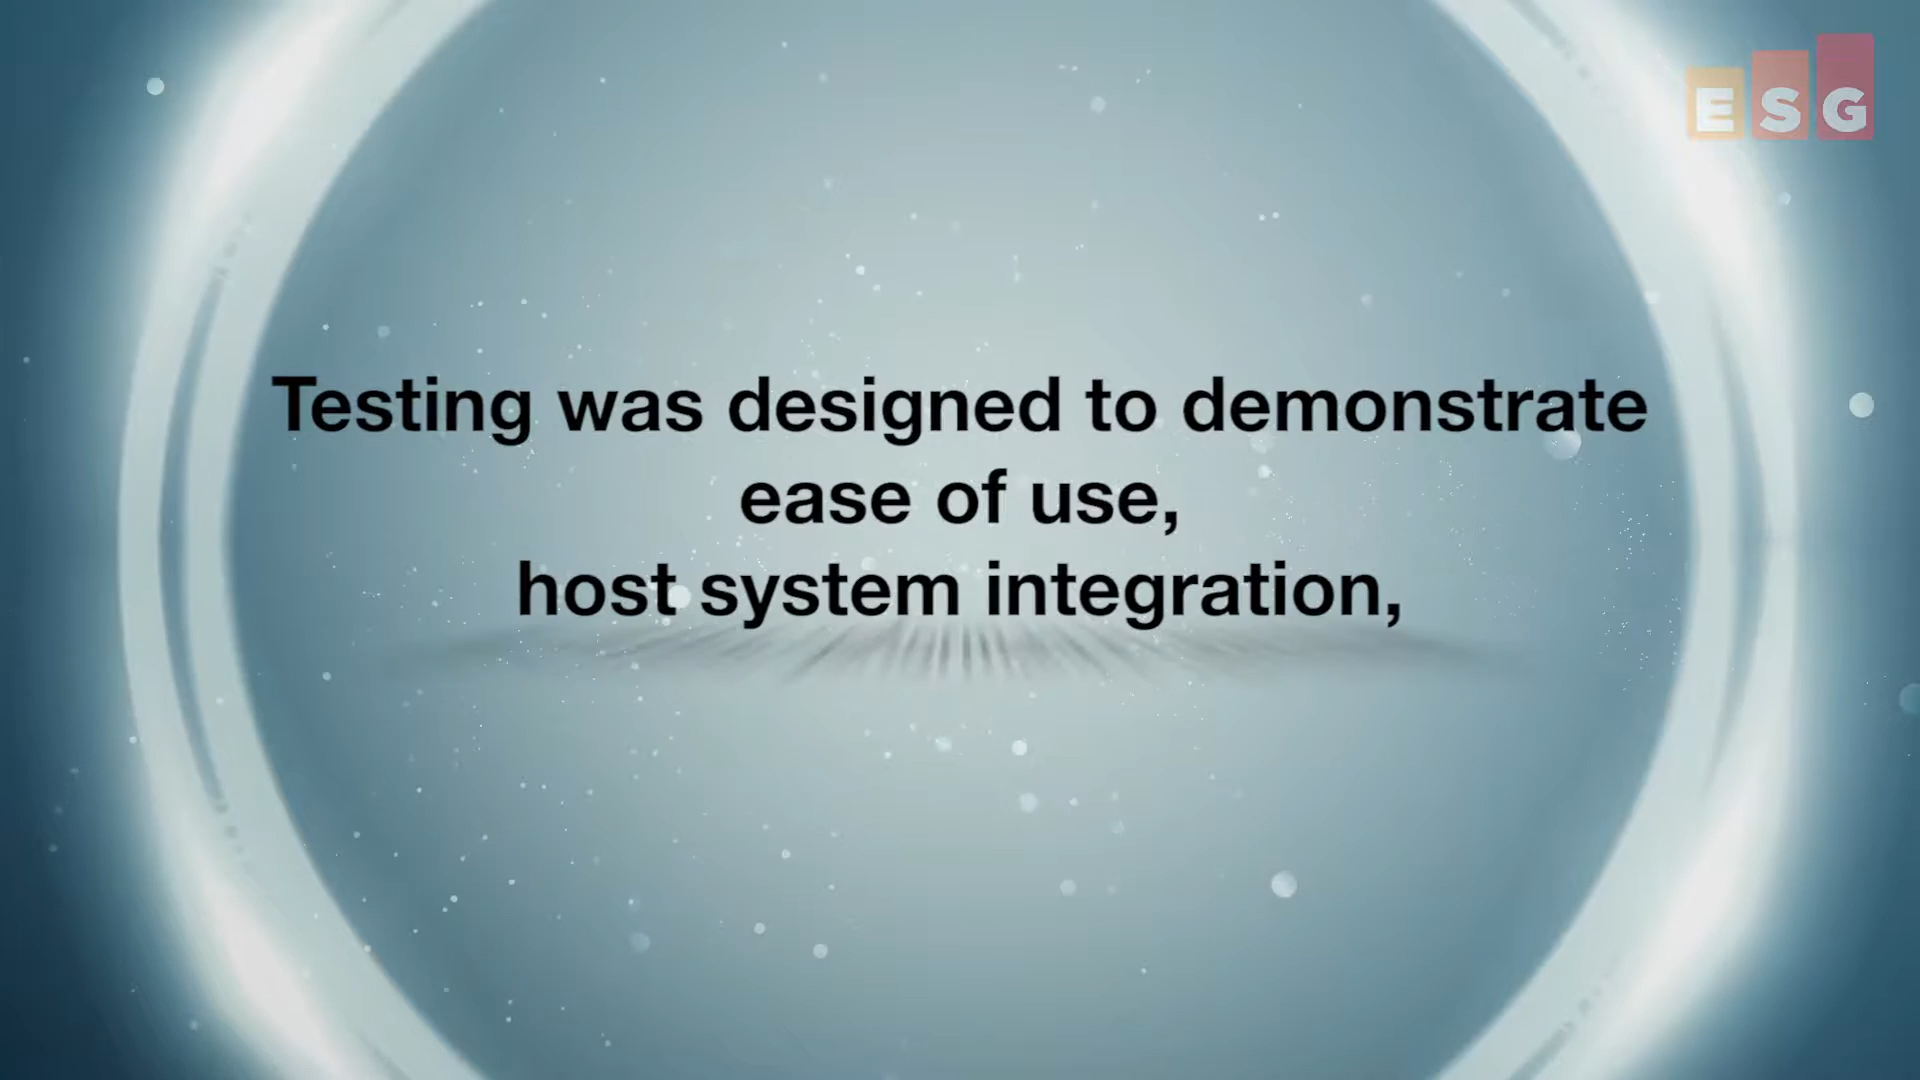 ESG
Testing was designed to demonstrate
ease of use,
host system integration,